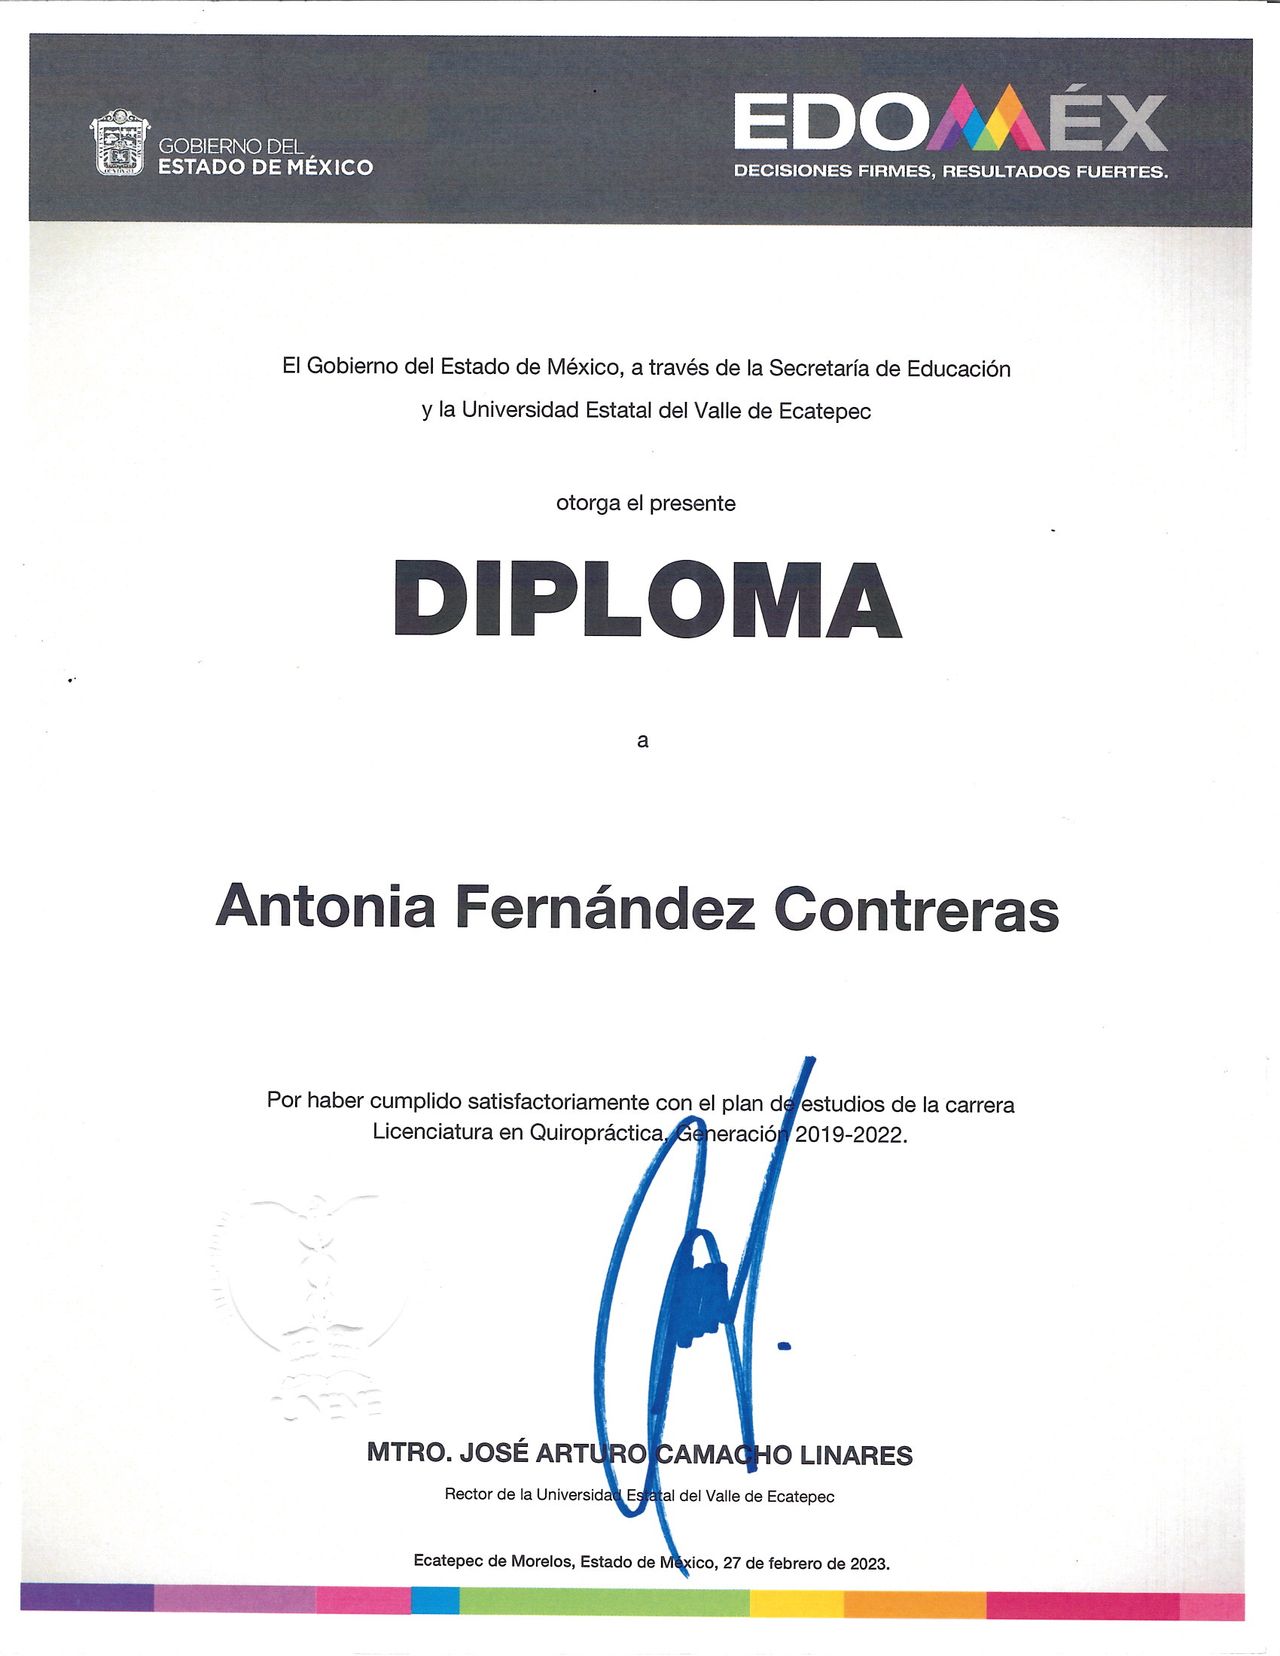 GOBIERNO DEL
ESTADO DE MÉXICO
EDOMÉX
DECISIONES FIRMES, RESULTADOS FUERTES.
El Gobierno del Estado de México, a través de la Secretaría de Educación
y la Universidad Estatal del Valle de Ecatepec
otorga el presente
DIPLOMA
a
Antonia Fernández Contreras
Por haber cumplido satisfactoriamente con el plan de estudios de la carrera
Licenciatura en Quiropráctica, Generación 2019-2022.
MTRO. JOSÉ ARTURO CAMACHO LINARES
Rector de la Universidad Estatal del Valle de Ecatepec
Ecatepec de Morelos, Estado de México, 27 de febrero de 2023.